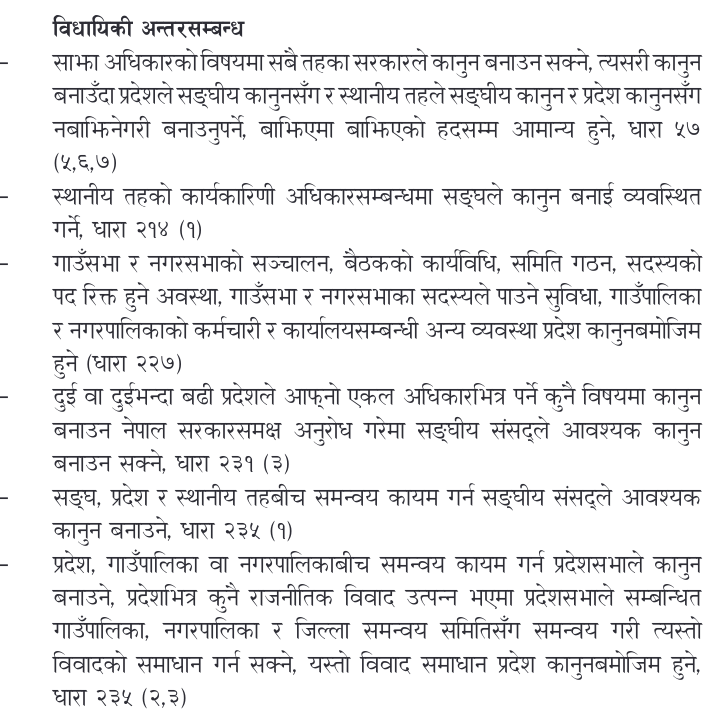 विधायिकी अन्तरसम्बन्ध
– साझा अधिकारको विषयमा सबै तहका सरकारले कानुन बनाउन सक्ने, त्यसरी कानुन
बनाउँदा प्रदेशले सङ्घीय कानुनसँग र स्थानीय तहले सङ्घीय कानुन र प्रदेश कानुनसँग
नबाझिनेगरी बनाउनुपर्ने, बाझिएमा बाझिएको हदसम्म आमान्य हुने, धारा ५७
(५,६,७)
– स्थानीय तहको कार्यकारिणी अधिकारसम्बन्धमा सङ्घले कानुन बनाई व्यवस्थित
गर्ने, धारा २१४ (१)
– गाउँसभा र नगरसभाको सञ्चालन, बैठकको कार्यविधि, समिति गठन, सदस्यको
पद रिक्त हुने अवस्था, गाउँसभा र नगरसभाका सदस्यले पाउने सुविधा, गाउँपालिका
र नगरपालिकाको कर्मचारी र कार्यालयसम्बन्धी अन्य व्यवस्था प्रदेश कानुनबमोजिम
हुने (धारा २२७)
– दुई वा दुईभन्दा बढी प्रदेशले आफ्नो एकल अधिकारभित्र पर्ने कुनै विषयमा कानुन
बनाउन नेपाल सरकारसमक्ष अनुरोध गरेमा सङ्घीय संसद्ले आवश्यक कानुन
बनाउन सक्ने, धारा २३१ (३)
– सङ्घ, प्रदेश र स्थानीय तहबीच समन्वय कायम गर्न सङ्घीय संसद्ले आवश्यक
कानुन बनाउने, धारा २३५ (१)
– प्रदेश, गाउँपालिका वा नगरपालिकाबीच समन्वय कायम गर्न प्रदेशसभाले कानुन
बनाउने, प्रदेशभित्र कुनै राजनीतिक विवाद उत्पन्न भएमा प्रदेशसभाले सम्बन्धित
गाउँपालिका, नगरपालिका र जिल्ला समन्वय समितिसँग समन्वय गरी त्यस्तो
विवादको समाधान गर्न सक्ने, यस्तो विवाद समाधान प्रदेश कानुनबमोजिम हुने,
धारा २३५ (२,३)